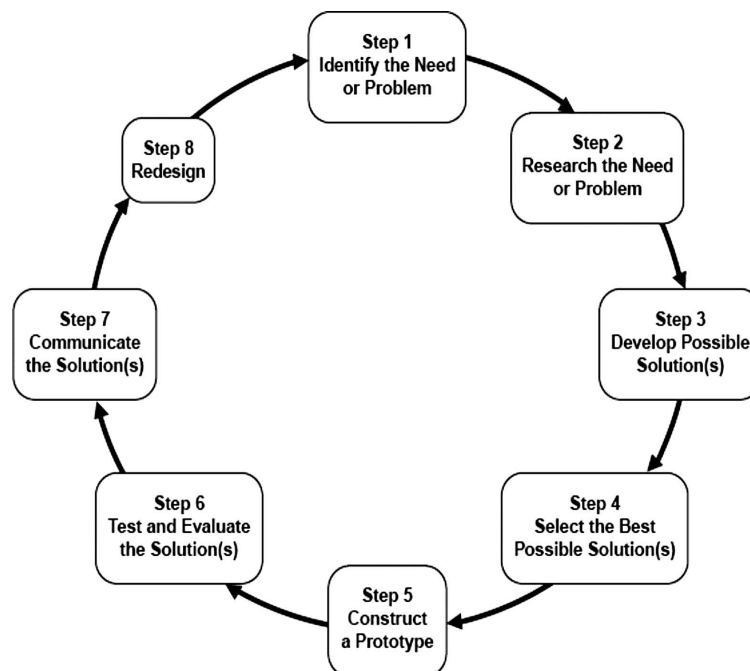 Step 1
Identify the Need
or Problem
Step 2
Research the Need
or Problem
Step 3
Develop Possible
Solution(s)
Step 4
Select the Best
Possible Solution(s)
Step 5
Construct
a Prototype
Step 6
Test and Evaluate
the Solution(s)
Step 7
Communicate
the Solution(s)
Step 8
Redesign